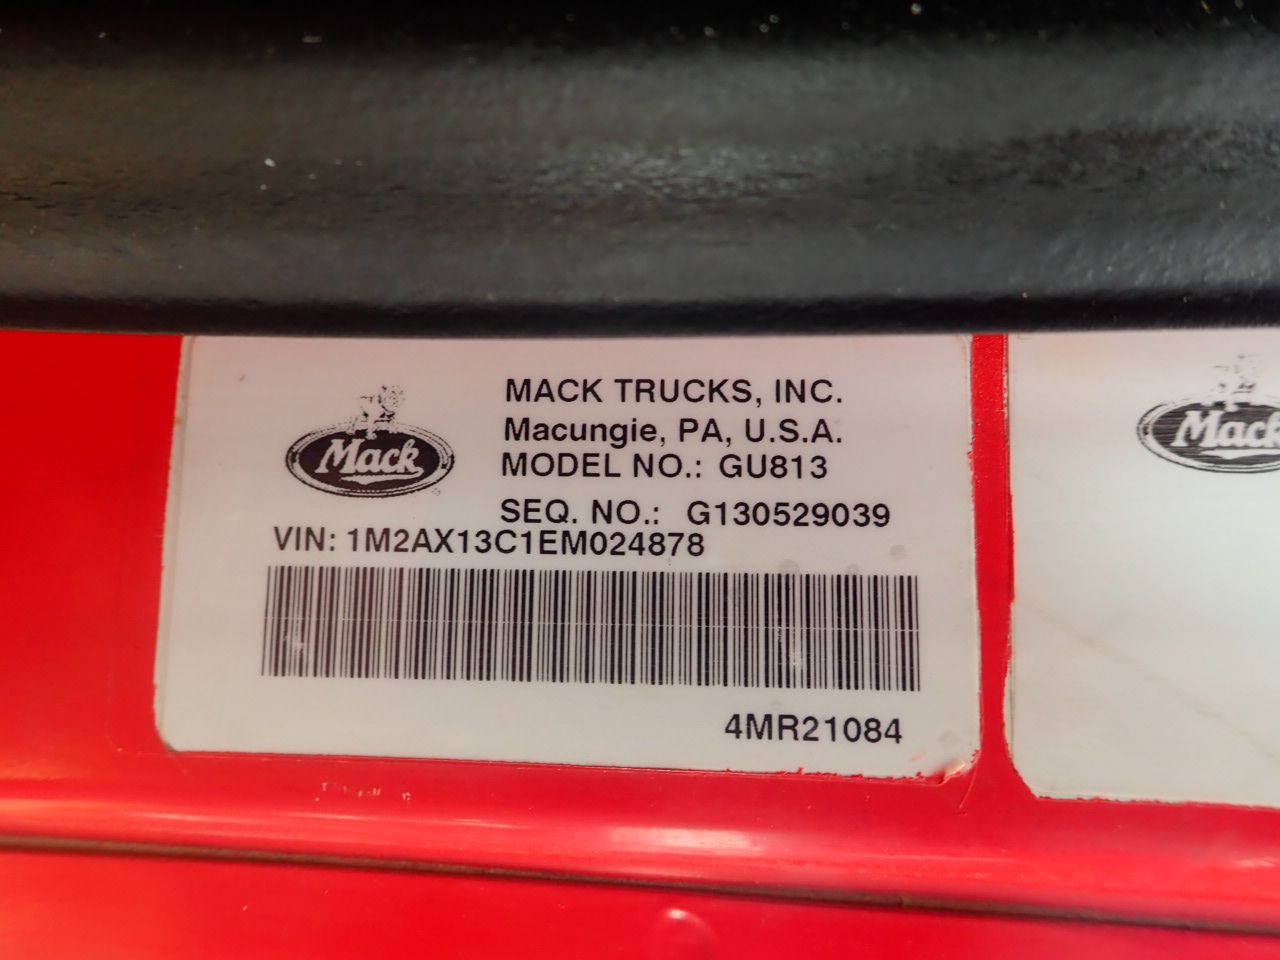 Mack
MACK TRUCKS, INC.
Macungie, PA, U.S.A.
MODEL NO.: GU813
SEQ. NO.: G130529039
VIN: 1M2AX13C1EM024878
4MR21084
Mack